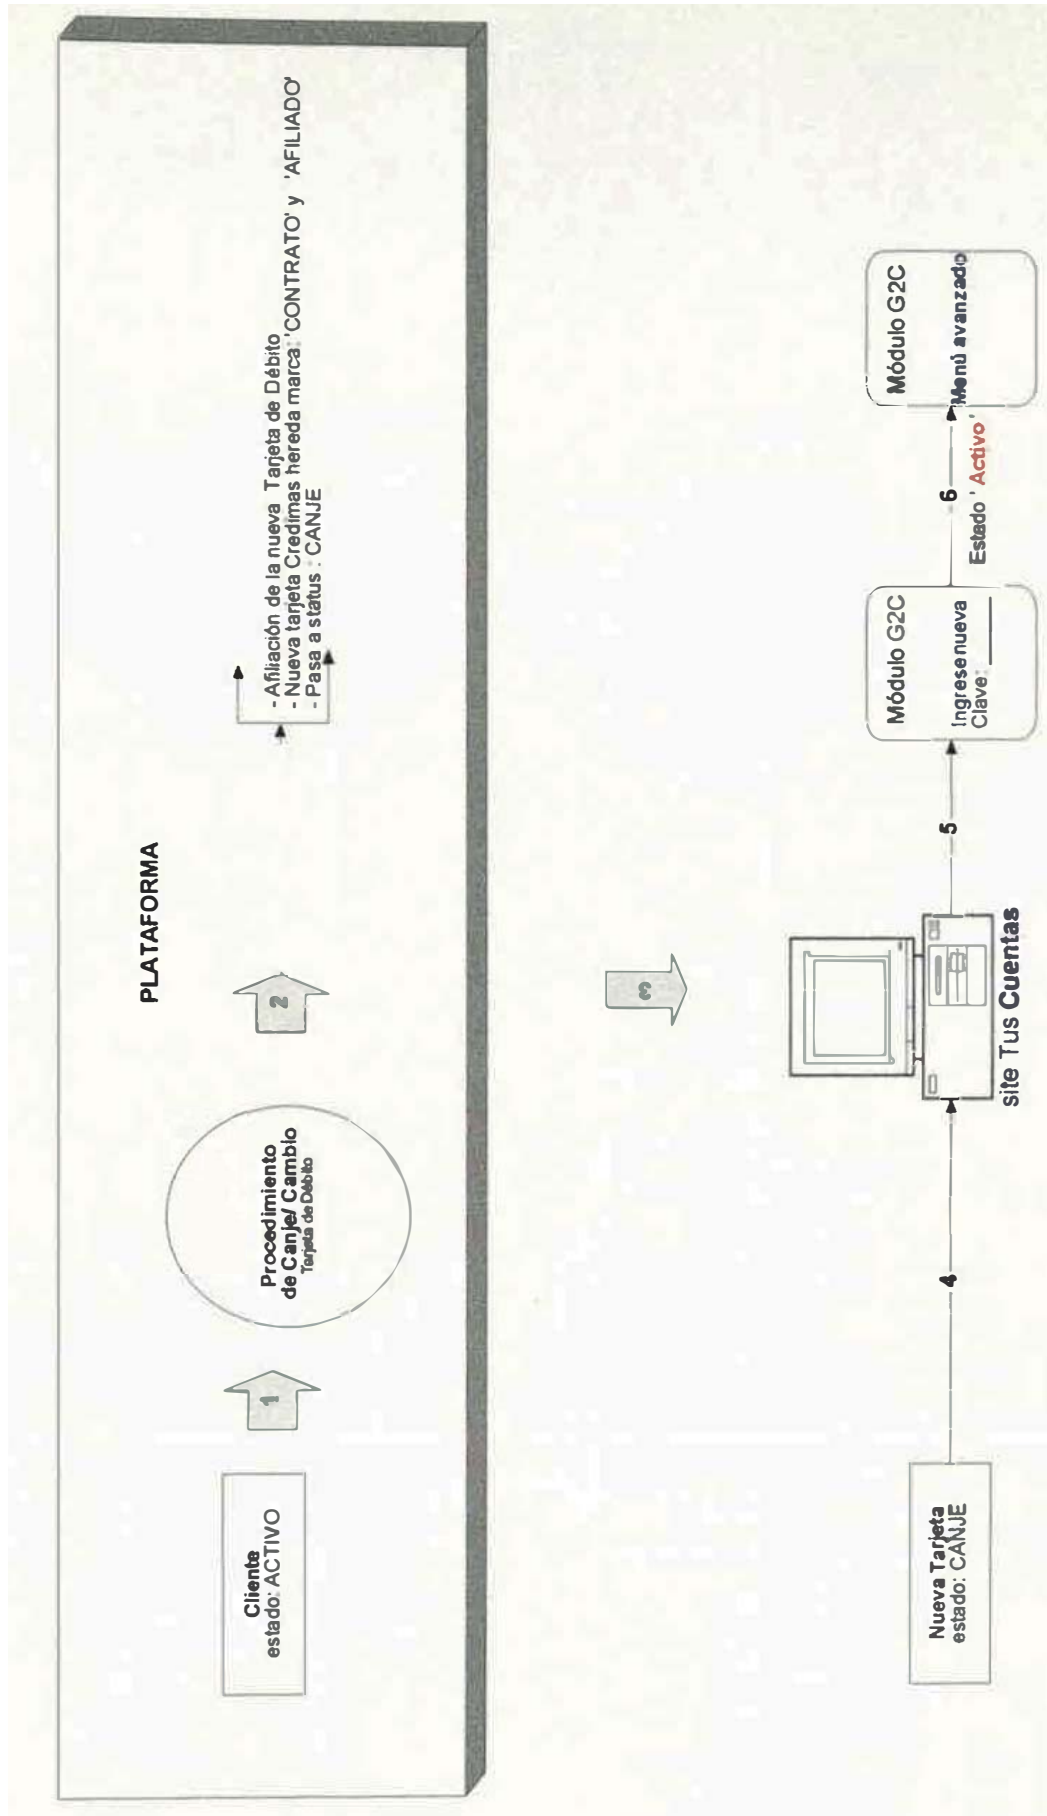 PLATAFORMA
Cliente
estado: ACTIVO
1
Procedimiento
de Canje/ Cambio
Tarjeta de Débito
2
- Afiliación de la nueva Tarjeta de Débito
- Nueva tarjeta Credimas hereda marca: 'CONTRATO' y 'AFILIADO'
- Pasa a status : CANJE
3
Nueva Tarjeta
estado: CANJE
4
site Tus Cuentas
5
Módulo G2C
Ingrese nueva
Clave: ______
6
Estado ' Activo '
Módulo G2C
Menú avanzado